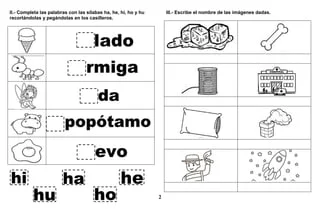 II.- Completa las palabras con las sílabas ha, he, hi, ho y hu
recortándolas y pegándolas en los casilleros.
lado
rmiga
da
popótamo
evo
hi ha he
hu ho
III.- Escribe el nombre de las imágenes dadas.
2